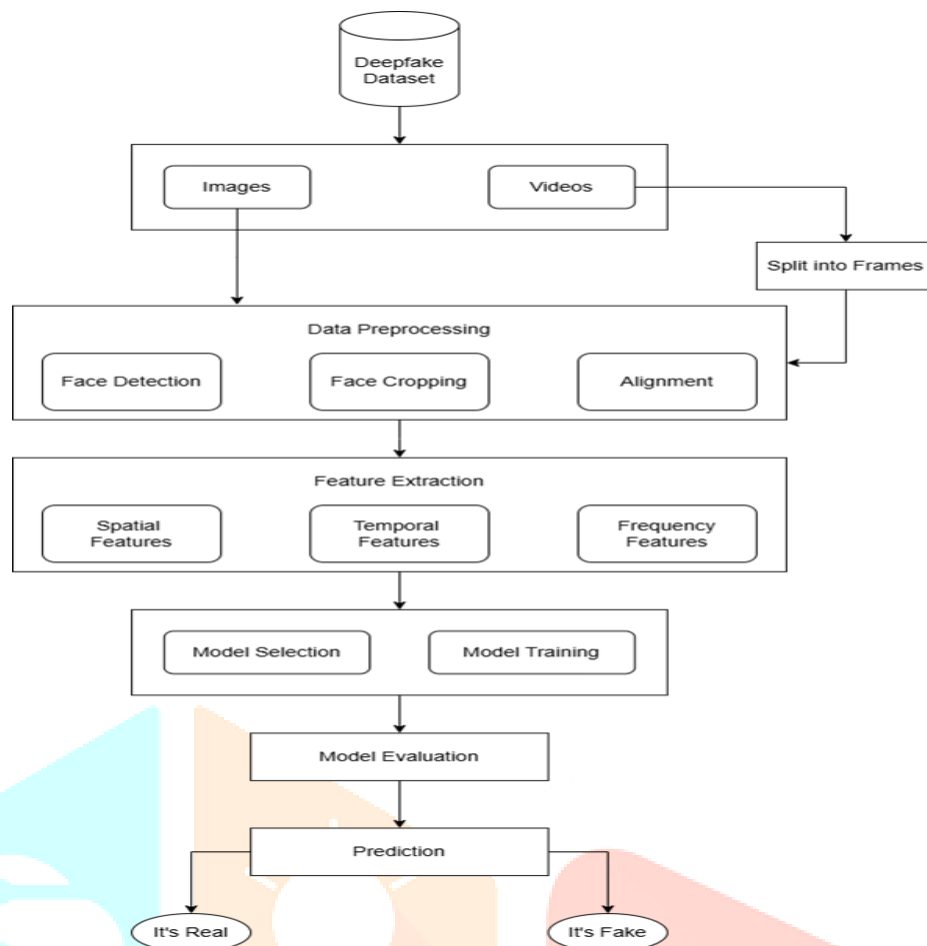 Deepfake
Dataset
Images
Videos
Split into Frames
Data Preprocessing
Face Detection
Face Cropping
Alignment
Feature Extraction
Spatial
Features
Temporal
Features
Frequency
Features
Model Selection
Model Training
Model Evaluation
Prediction
It's Real
It's Fake